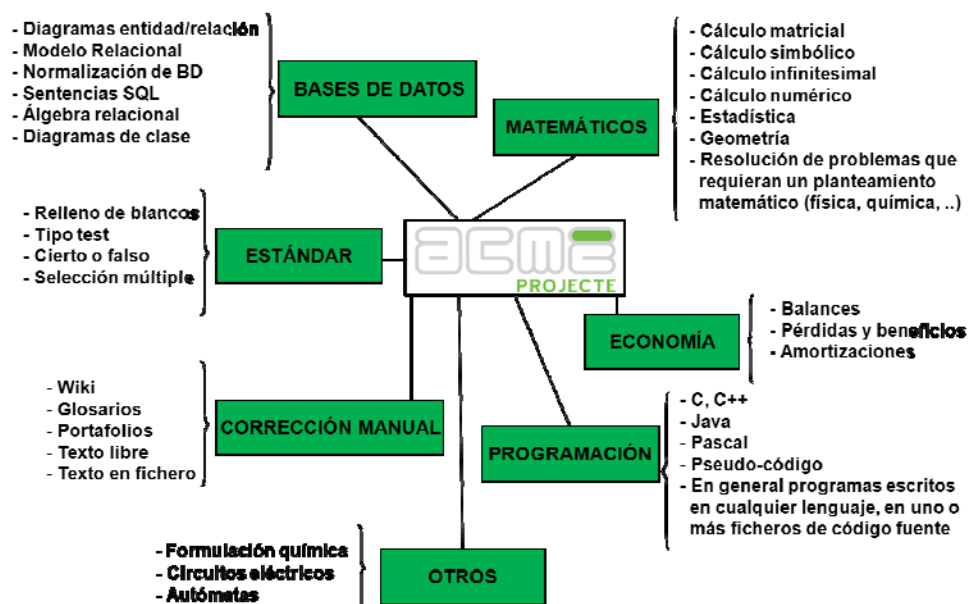 - Diagramas entidad/relación
- Modelo Relacional
- Normalización de BD
- Sentencias SQL
- Álgebra relacional
- Diagramas de clase
BASES DE DATOS
MATEMÁTICOS
- Cálculo matricial
- Cálculo simbólico
- Cálculo infinitesimal
- Cálculo numérico
- Estadística
- Geometría
- Resolución de problemas que
requieran un planteamiento
matemático (física, química, ..)
- Relleno de blancos
- Tipo test
- Cierto o falso
- Selección múltiple
ESTÁNDAR
acme
PROJECTE
ECONOMÍA
- Balances
- Pérdidas y beneficios
- Amortizaciones
- Wiki
- Glosarios
- Portafolios
- Texto libre
- Texto en fichero
CORRECCIÓN MANUAL
PROGRAMACIÓN
- C, C++
- Java
- Pascal
- Pseudo-código
- En general programas escritos
en cualquier lenguaje, en uno o
más ficheros de código fuente
- Formulación química
- Circuitos eléctricos
- Autómatas
OTROS